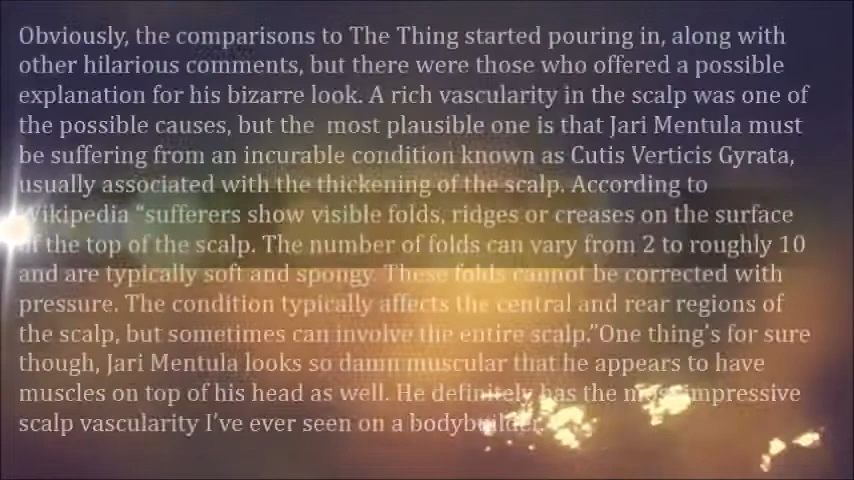 Obviously, the comparisons to The Thing started pouring in, along with
other hilarious comments, but there were those who offered a possible
explanation for his bizarre look. A rich vascularity in the scalp was one of
the possible causes, but the  most plausible one is that Jari Mentula must
be suffering from an incurable condition known as Cutis Verticis Gyrata,
usually associated with the thickening of the scalp. According to
Wikipedia “sufferers show visible folds, ridges or creases on the surface
of the top of the scalp. The number of folds can vary from 2 to roughly 10
and are typically soft and spongy. These folds cannot be corrected with
pressure. The condition typically affects the central and rear regions of
the scalp, but sometimes can involve the entire scalp.”One thing’s for sure
though, Jari Mentula looks so damn muscular that he appears to have
muscles on top of his head as well. He definitely has the most impressive
scalp vascularity I’ve ever seen on a bodybuilder.